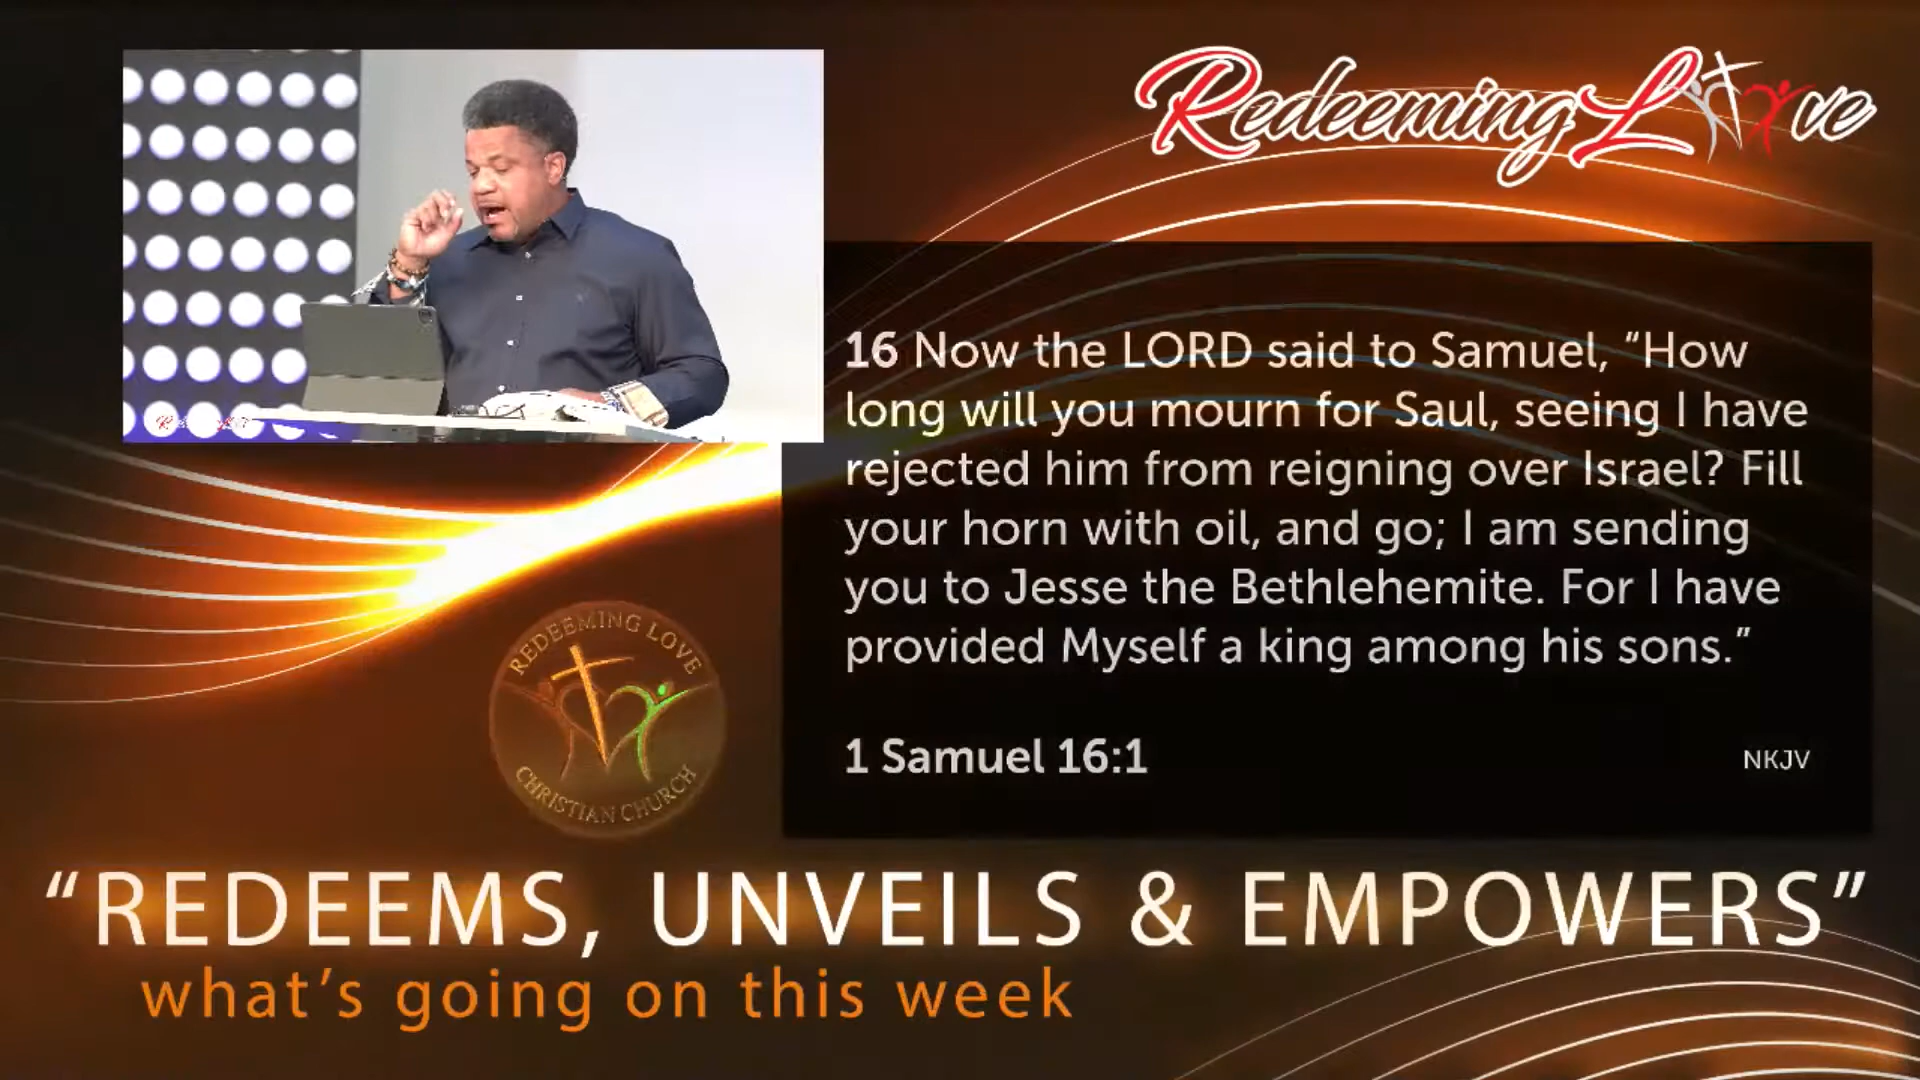 Redeeming Love
16 Now the LORD said to Samuel, “How
long will you mourn for Saul, seeing I have
rejected him from reigning over Israel? Fill
your horn with oil, and go; I am sending
you to Jesse the Bethlehemite. For I have
provided Myself a king among his sons.”
1 Samuel 16:1
NKJV
REDEEMING LOVE
CHRISTIAN CHURCH
“REDEEMS, UNVEILS & EMPOWERS”
what’s going on this week